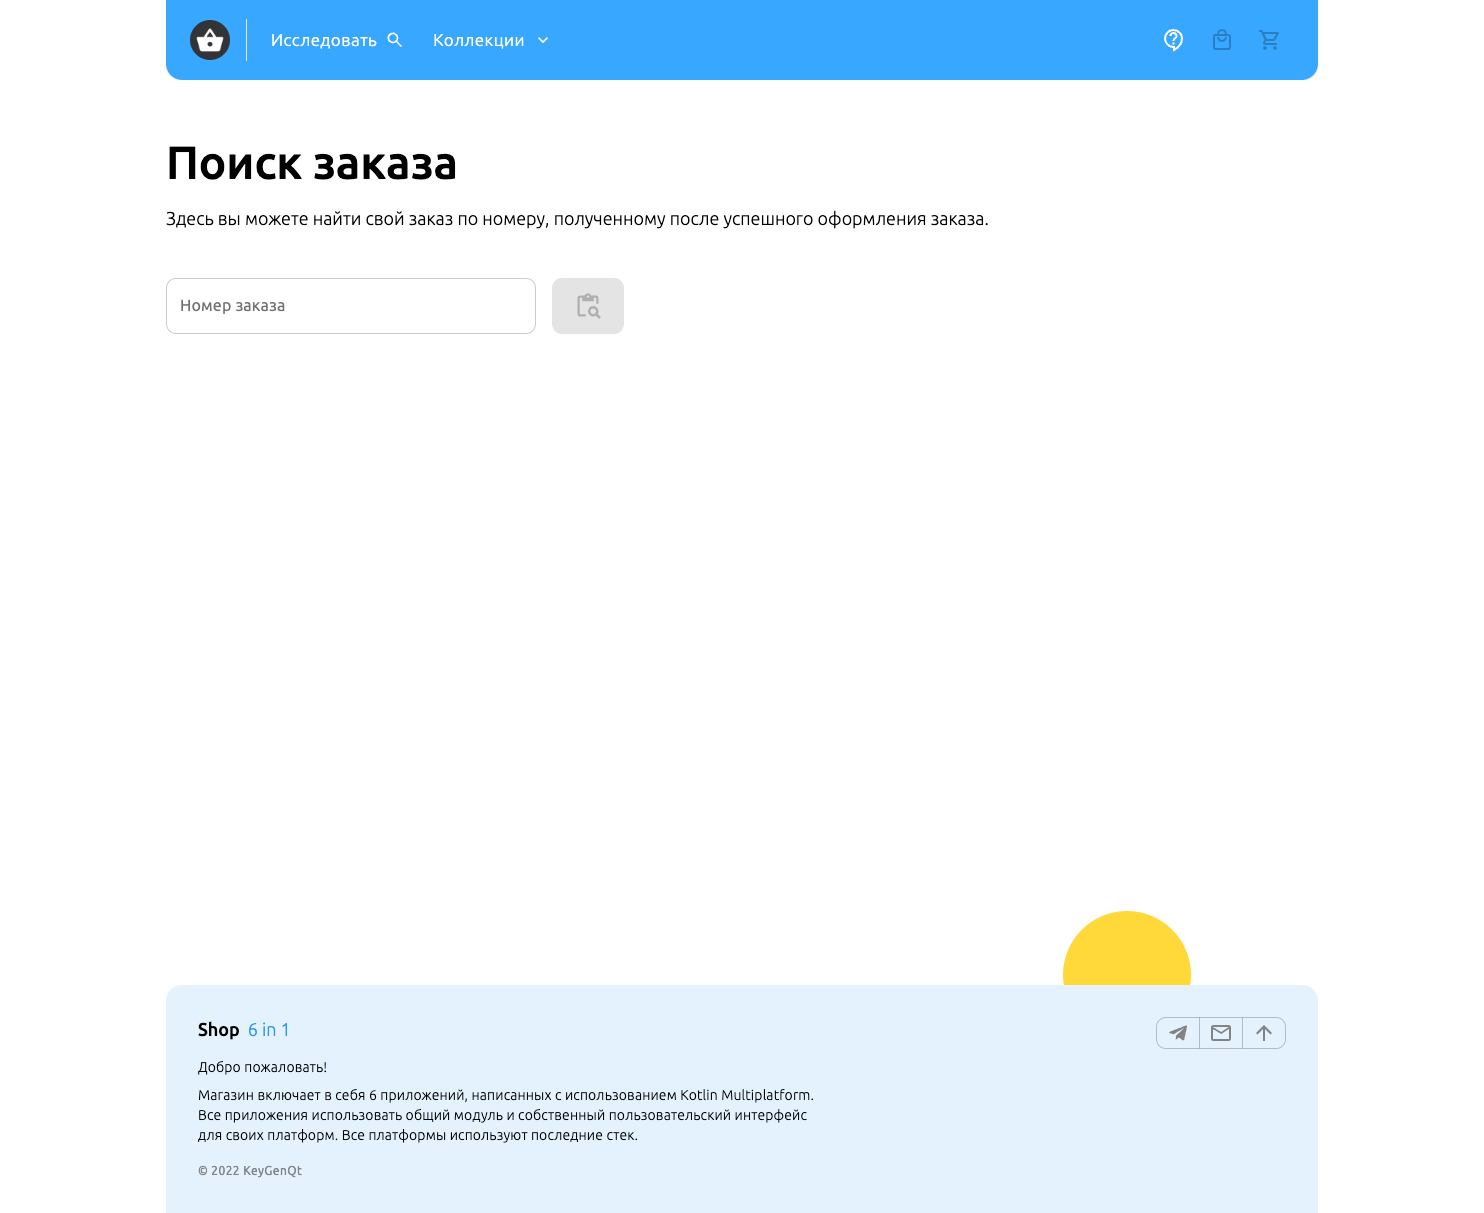 Исследовать
Коллекции
Поиск заказа
Здесь вы можете найти свой заказ по номеру, полученному после успешного оформления заказа.
Номер заказа
Shop 6 in 1
Добро пожаловать!
Магазин включает в себя 6 приложений, написанных с использованием Kotlin Multiplatform.
Все приложения использовать общий модуль и собственный пользовательский интерфейс
для своих платформ. Все платформы используют последние стек.
© 2022 KeyGenQt